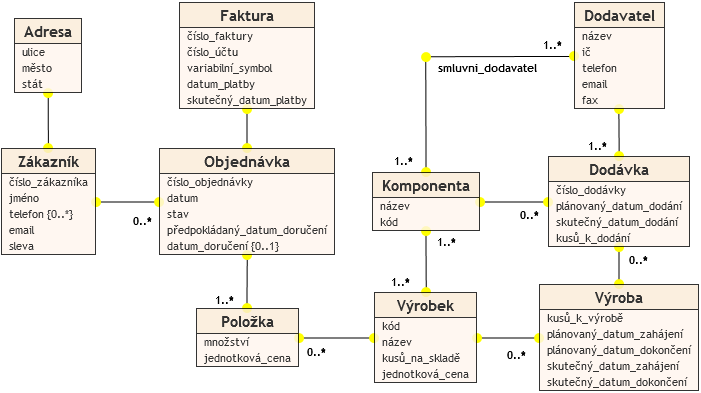 Adresa
ulice
město
stát
Faktura
číslo_faktury
číslo_účtu
variabilní_symbol
datum_platby
skutečný_datum_platby
Dodavatel
název
ič
telefon
email
fax
1..*
smluvni_dodavatel
1..*
1..*
Zákazník
číslo_zákazníka
jméno
telefon {0..*}
email
sleva
0..*
Objednávka
číslo_objednávky
datum
stav
předpokládaný_datum_doručení
datum_doručení {0..1}
Komponenta
název
kód
0..*
Dodávka
číslo_dodávky
plánovaný_datum_dodání
skutečný_datum_dodání
kusů_k_dodání
1..*
0..*
1..*
1..*
Položka
množství
jednotková_cena
0..*
Výrobek
kód
název
kusů_na_skladě
jednotková_cena
0..*
Výroba
kusů_k_výrobě
plánovaný_datum_zahájení
plánovaný_datum_dokončení
skutečný_datum_zahájení
skutečný_datum_dokončení